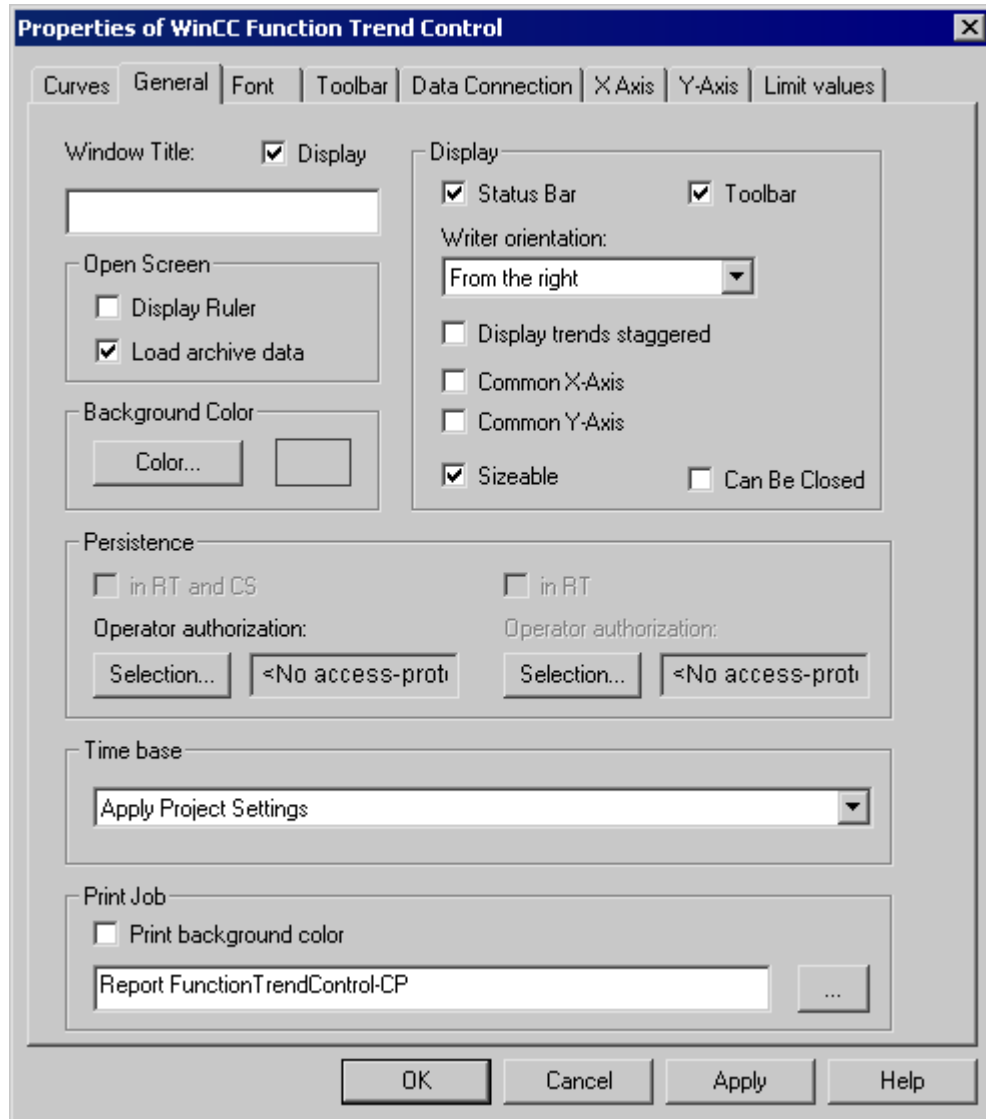 Properties of WinCC Function Trend Control
Curves General Font Toolbar Data Connection X Axis Y-Axis Limit values
Window Title: Display
Display
Status Bar Toolbar
Writer orientation:
From the right
Open Screen
Display Ruler
Load archive data
Display trends staggered
Common X-Axis
Common Y-Axis
Background Color
Color...
Sizeable Can Be Closed
Persistence
in RT and CS in RT
Operator authorization: Operator authorization:
Selection... <No access-prot Selection... <No access-prot
Time base
Apply Project Settings
Print Job
Print background color
Report FunctionTrendControl-CP
...
OK Cancel Apply Help